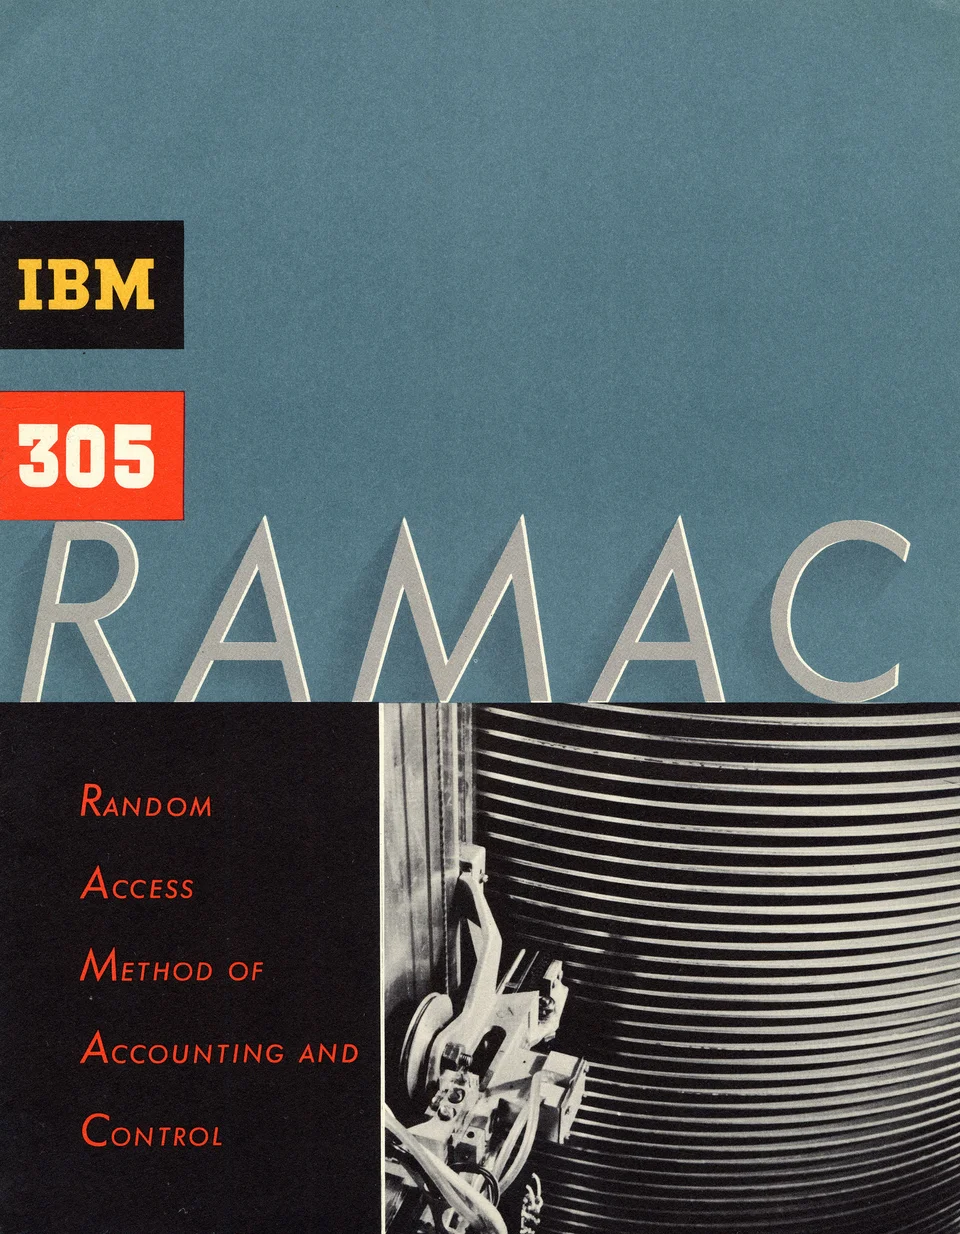 IBM
305
RAMAC
RANDOM
ACCESS
METHOD OF
ACCOUNTING AND
CONTROL